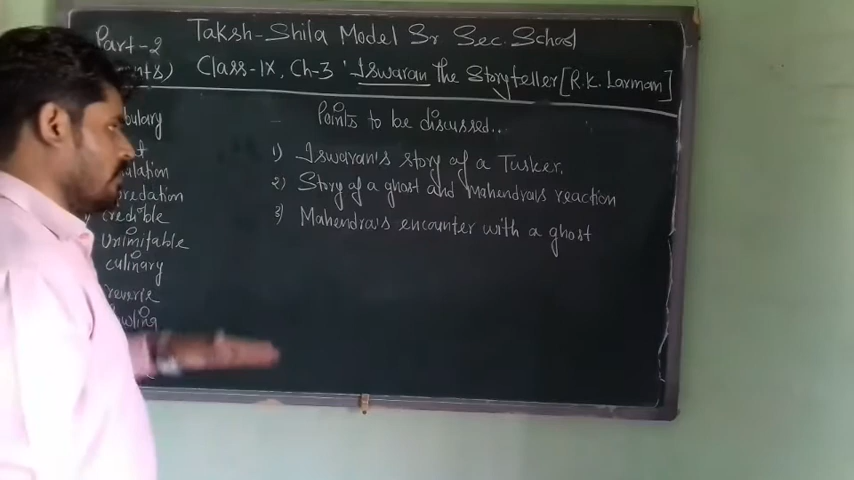 Part-2
Taksh-Shila Model Sr Sec. School
Class-IX, Ch-3 'Iswaran the Storyteller [R.K. Laxman]
Points to be discussed..
1) Iswaran's story of a Tusker.
2) Story of a ghost and Mahendra's reaction
3) Mahendra's encounter with a ghost
credible
Unimitable
culinary